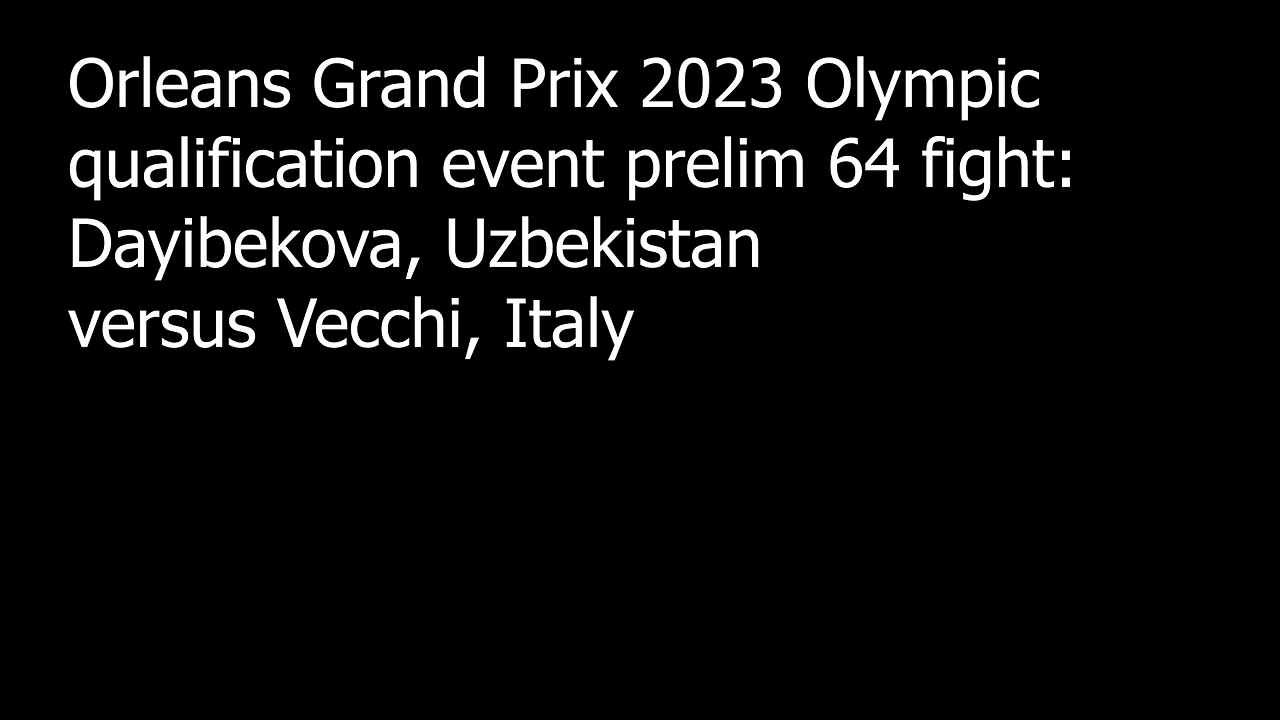 Orleans Grand Prix 2023 Olympic
qualification event prelim 64 fight:
Dayibekova, Uzbekistan
versus Vecchi, Italy